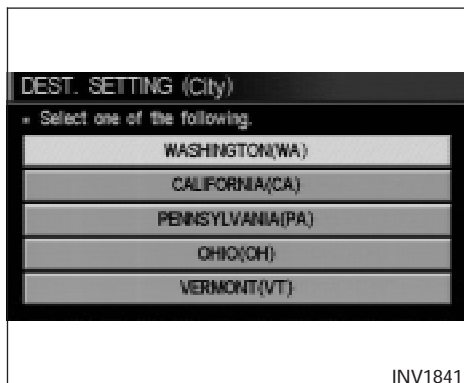 DEST. SETTING (City)
Select one of the following.
WASHINGTON(WA)
CALIFORNIA(CA)
PENNSYLVANIA(PA)
OHIO(OH)
VERMONT(VT)
INV1841